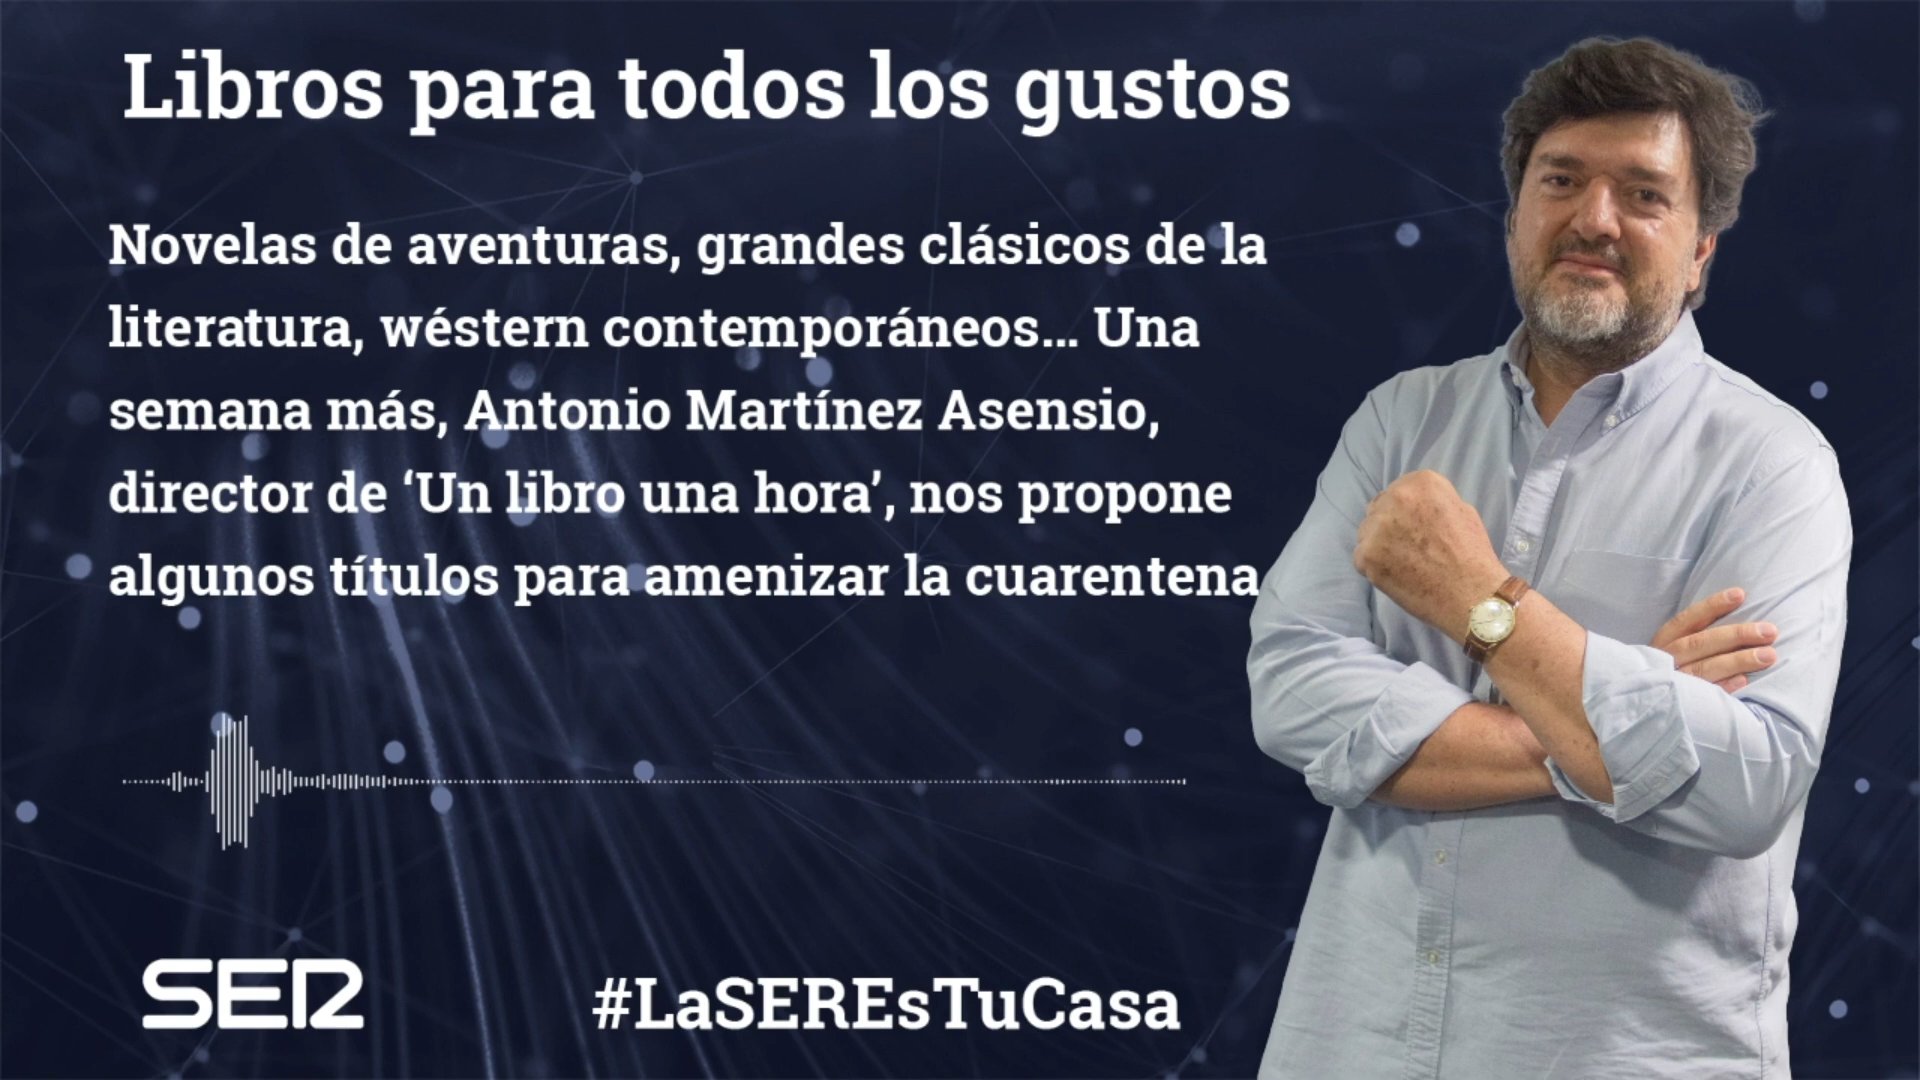 Libros para todos los gustos
Novelas de aventuras, grandes clásicos de la
literatura, wéstern contemporáneos... Una
semana más, Antonio Martínez Asensio,
director de ‘Un libro una hora’, nos propone
algunos títulos para amenizar la cuarentena
SER
#LaSEREsTuCasa